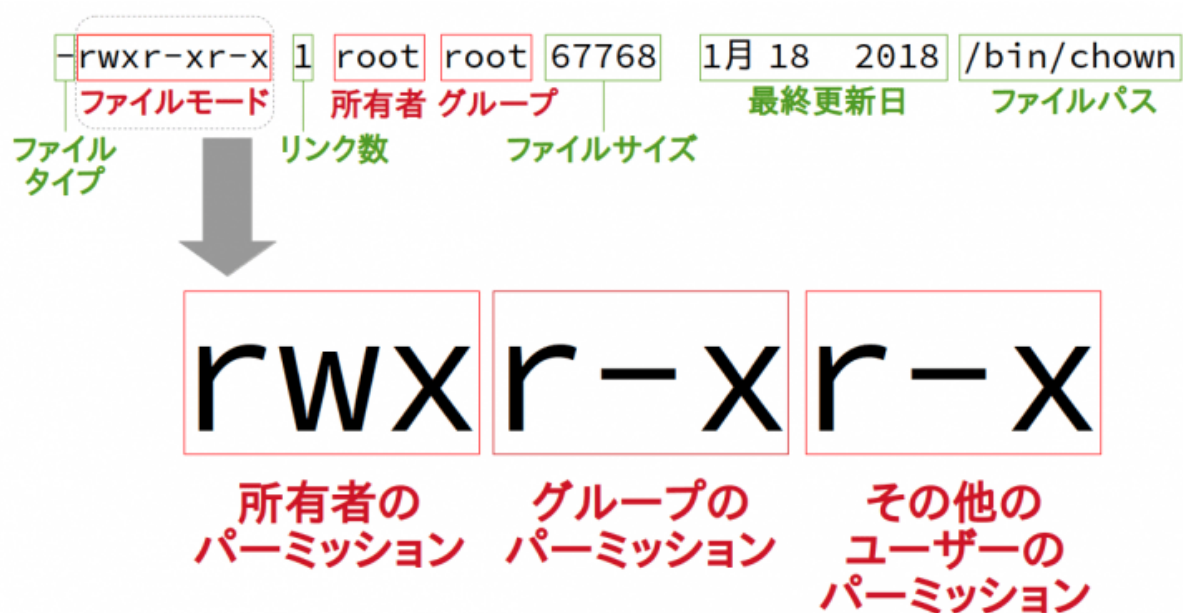 -rwxr-xr-x 1 root root 67768 1月 18 2018 /bin/chown
ファイルモード 所有者 グループ 最終更新日 ファイルパス
ファイル
タイプ
リンク数 ファイルサイズ
rwxr-xr-x
所有者の
パーミッション
グループの
パーミッション
その他の
ユーザーの
パーミッション